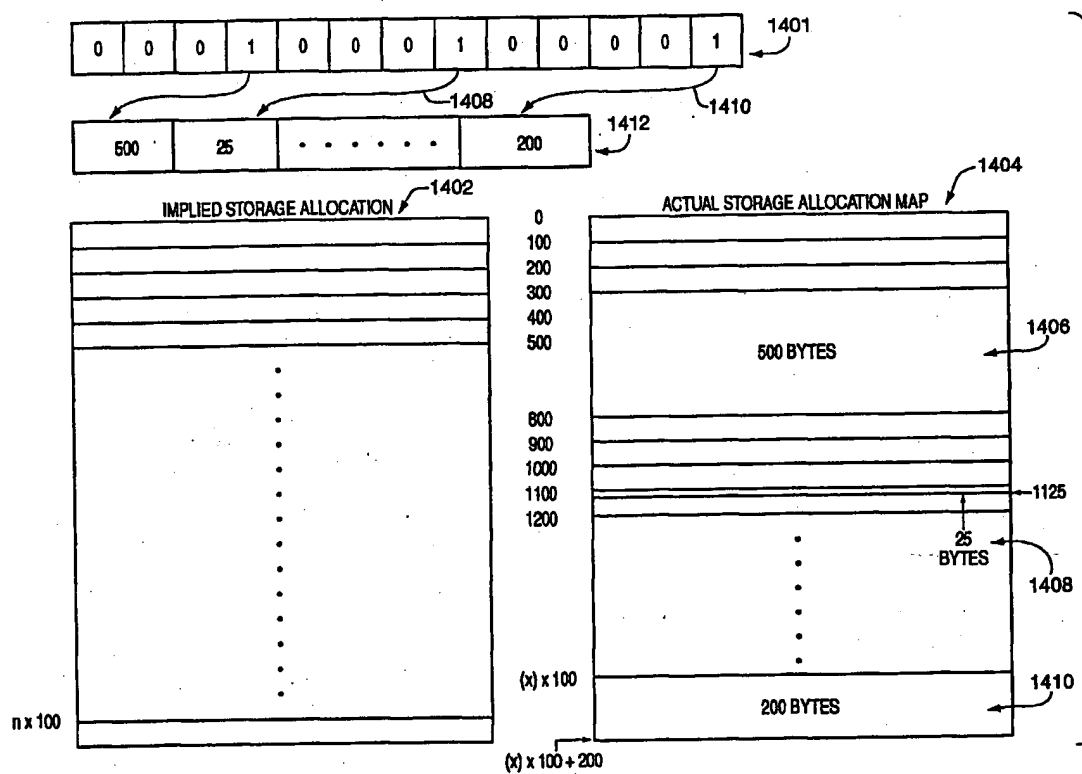 0 0 0 1 0 0 0 1 0 0 0 0 1
1401
1408
1410
500 25 . . . . . . 200
1412
1402
1404
IMPLIED STORAGE ALLOCATION
ACTUAL STORAGE ALLOCATION MAP
0
100
200
300
400
500
500 BYTES
1406
800
900
1000
1100
1125
1200
25
BYTES
1408
(x) x 100
1410
200 BYTES
n x 100
(x) x 100 + 200